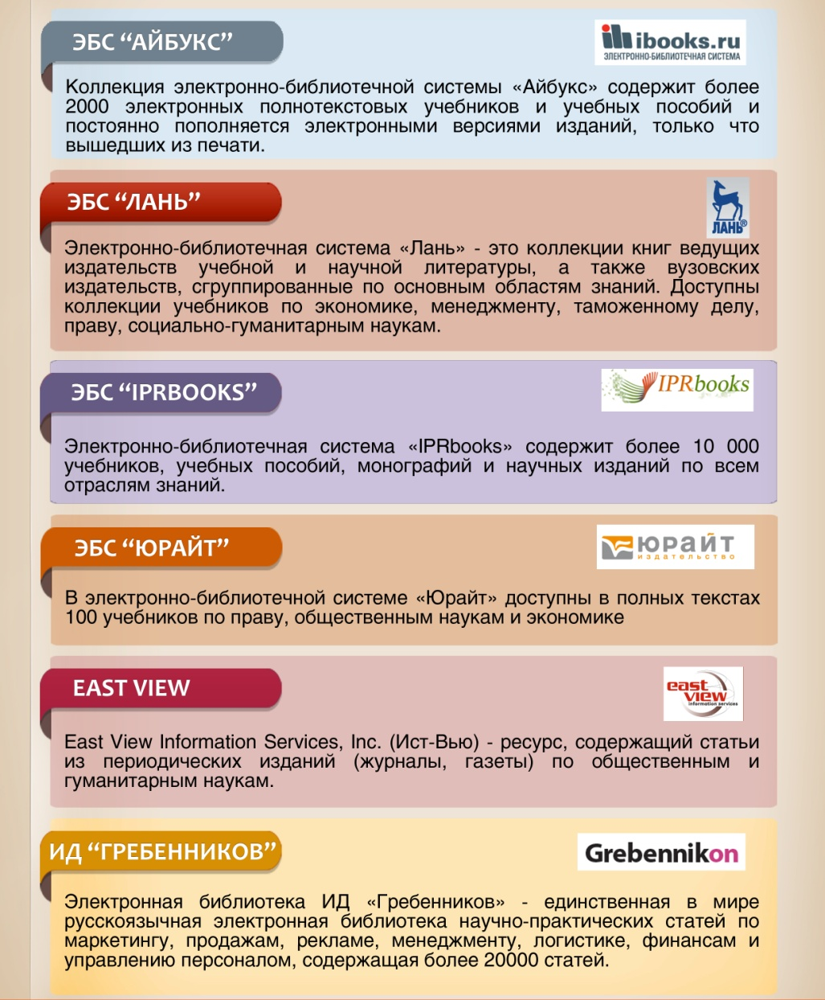 ЭБС “АЙБУКС”
ibooks.ru
ЭЛЕКТРОННО-БИБЛИОТЕЧНАЯ СИСТЕМА
Коллекция электронно-библиотечной системы «Айбукс» содержит более
2000 электронных полнотекстовых учебников и учебных пособий и
постоянно пополняется электронными версиями изданий, только что
вышедших из печати.
ЭБС “ЛАНЬ”
ЛАНЬ®
Электронно-библиотечная система «Лань» - это коллекции книг ведущих
издательств учебной и научной литературы, а также вузовских
издательств, сгруппированные по основным областям знаний. Доступны
коллекции учебников по экономике, менеджменту, таможенному делу,
праву, социально-гуманитарным наукам.
ЭБС “IPRBOOKS”
IPRbooks
Электронно-библиотечная система «IPRbooks» содержит более 10 000
учебников, учебных пособий, монографий и научных изданий по всем
отраслям знаний.
ЭБС “ЮРАЙТ”
ЮРАЙТ
издательство
В электронно-библиотечной системе «Юрайт» доступны в полных текстах
100 учебников по праву, общественным наукам и экономике
EAST VIEW
east
view
information services
East View Information Services, Inc. (Ист-Вью) - ресурс, содержащий статьи
из периодических изданий (журналы, газеты) по общественным и
гуманитарным наукам.
ИД “ГРЕБЕННИКОВ”
Grebennikon
Электронная библиотека ИД «Гребенников» - единственная в мире
русскоязычная электронная библиотека научно-практических статей по
маркетингу, продажам, рекламе, менеджменту, логистике, финансам и
управлению персоналом, содержащая более 20000 статей.